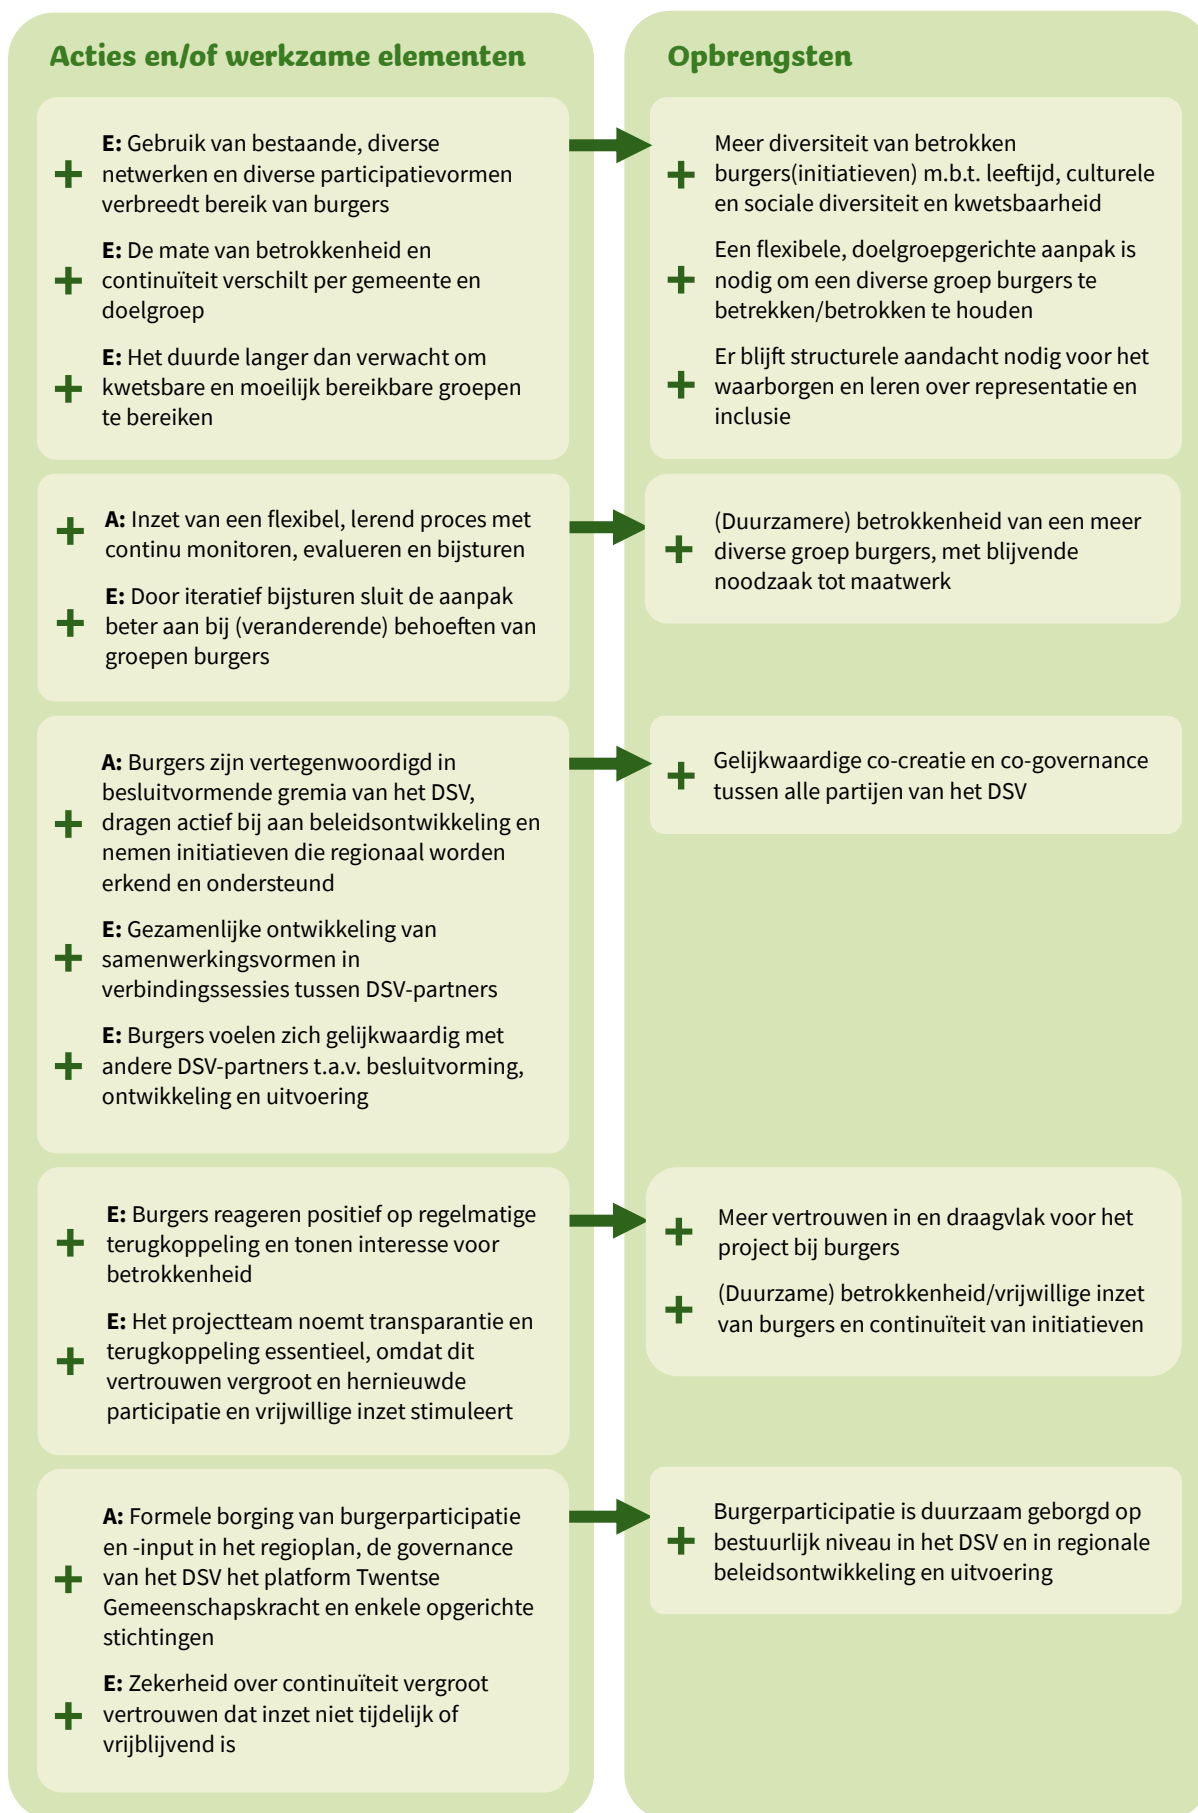 Acties en/of werkzame elementen
E: Gebruik van bestaande, diverse
netwerken en diverse participatievormen
verbreedt bereik van burgers
E: De mate van betrokkenheid en
continuïteit verschilt per gemeente en
doelgroep
E: Het duurde langer dan verwacht om
kwetsbare en moeilijk bereikbare groepen
te bereiken
A: Inzet van een flexibel, lerend proces met
continu monitoren, evalueren en bijsturen
E: Door iteratief bijsturen sluit de aanpak
beter aan bij (veranderende) behoeften van
groepen burgers
A: Burgers zijn vertegenwoordigd in
besluitvormende gremia van het DSV,
dragen actief bij aan beleidsontwikkeling en
nemen initiatieven die regionaal worden
erkend en ondersteund
E: Gezamenlijke ontwikkeling van
samenwerkingsvormen in
verbindingssessies tussen DSV-partners
E: Burgers voelen zich gelijkwaardig met
andere DSV-partners t.a.v. besluitvorming,
ontwikkeling en uitvoering
E: Burgers reageren positief op regelmatige
terugkoppeling en tonen interesse voor
betrokkenheid
E: Het projectteam noemt transparantie en
terugkoppeling essentieel, omdat dit
vertrouwen vergroot en hernieuwde
participatie en vrijwillige inzet stimuleert
A: Formele borging van burgerparticipatie
en -input in het regioplan, de governance
van het DSV het platform Twentse
Gemeenschapskracht en enkele opgerichte
stichtingen
E: Zekerheid over continuïteit vergroot
vertrouwen dat inzet niet tijdelijk of
vrijblijvend is
Opbrengsten
Meer diversiteit van betrokken
burgers(initiatieven) m.b.t. leeftijd, culturele
en sociale diversiteit en kwetsbaarheid
Een flexibele, doelgroepgerichte aanpak is
nodig om een diverse groep burgers te
betrekken/betrokken te houden
Er blijft structurele aandacht nodig voor het
waarborgen en leren over representatie en
inclusie
(Duurzamere) betrokkenheid van een meer
diverse groep burgers, met blijvende
noodzaak tot maatwerk
Gelijkwaardige co-creatie en co-governance
tussen alle partijen van het DSV
Meer vertrouwen in en draagvlak voor het
project bij burgers
(Duurzame) betrokkenheid/vrijwillige inzet
van burgers en continuïteit van initiatieven
Burgerparticipatie is duurzaam geborgd op
bestuurlijk niveau in het DSV en in regionale
beleidsontwikkeling en uitvoering